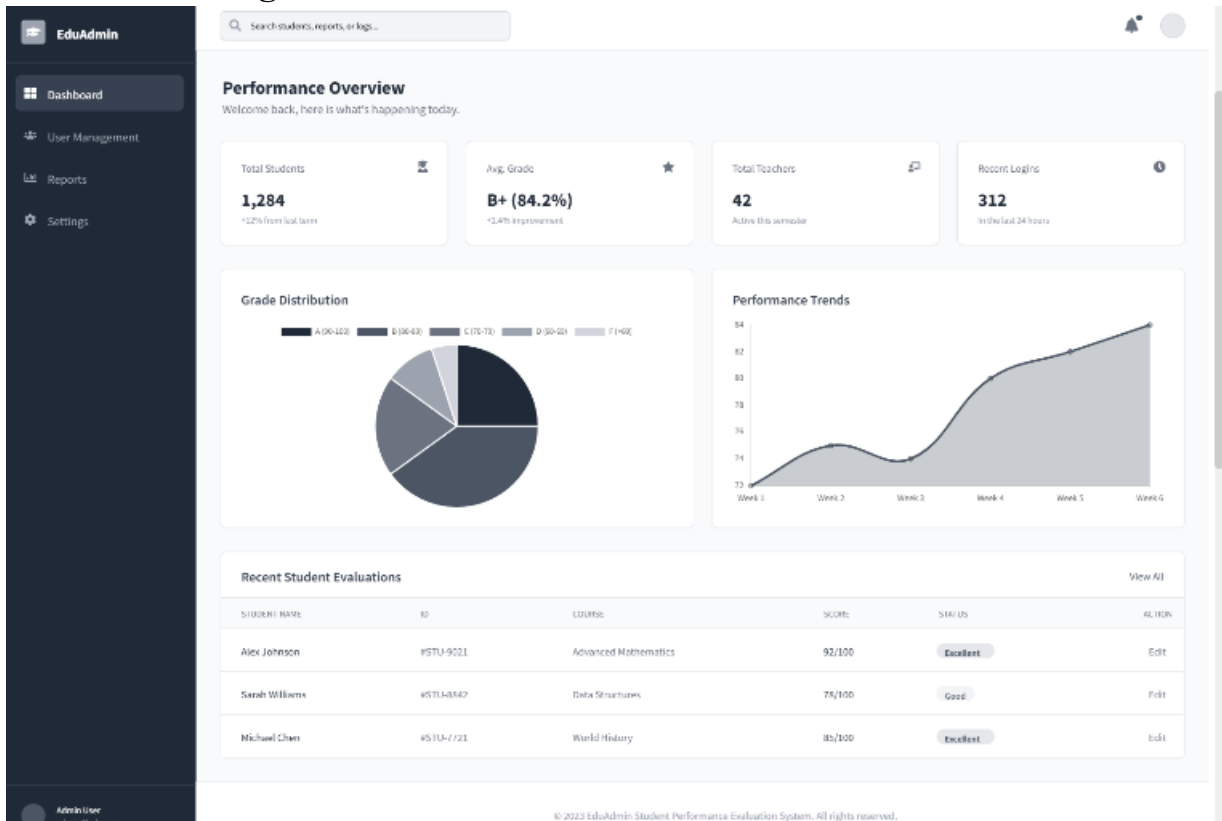 EduAdmin
Search students, reports, or logs...
Dashboard
User Management
Reports
Settings
Performance Overview
Welcome back, here is what's happening today.
Total Students
1,284
+12% from last term
Avg. Grade
B+ (84.2%)
improvement
Total Teachers
42
Active this semester
Recent Logins
312
In the last 24 hours
Grade Distribution
A (90-100) B C D F
Performance Trends
84
82
80
78
76
74
72
Week 1 Week 2 Week 3 Week 4 Week 5 Week 6
Recent Student Evaluations View All
STUDENT NAME ID COURSE SCORE STATUS ACTION
Alex Johnson #STU-9021 Advanced Mathematics 92/100 Excellent Edit
Sarah Williams #STU-8842 Data Structures 78/100 Good Edit
Michael Chen #STU-7721 World History 85/100 Excellent Edit
Admin User
© 2023 EduAdmin Student Performance Evaluation System. All rights reserved.